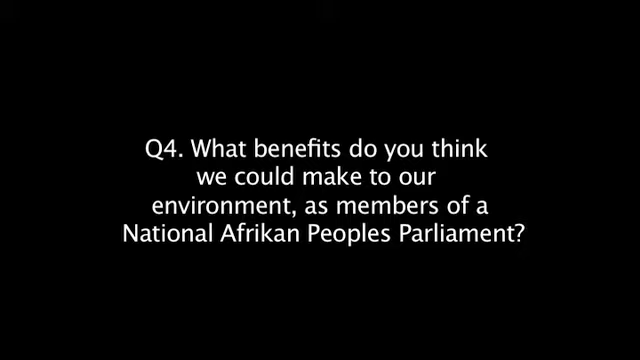 Q4. What benefits do you think
we could make to our
environment, as members of a
National Afrikan Peoples Parliament?